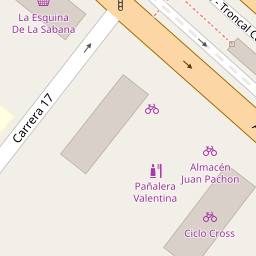 La Esquina
De La Sabana
Troncal C
Carrera 17
Almacén
Juan Pachon
Pañalera
Valentina
Ciclo Cross